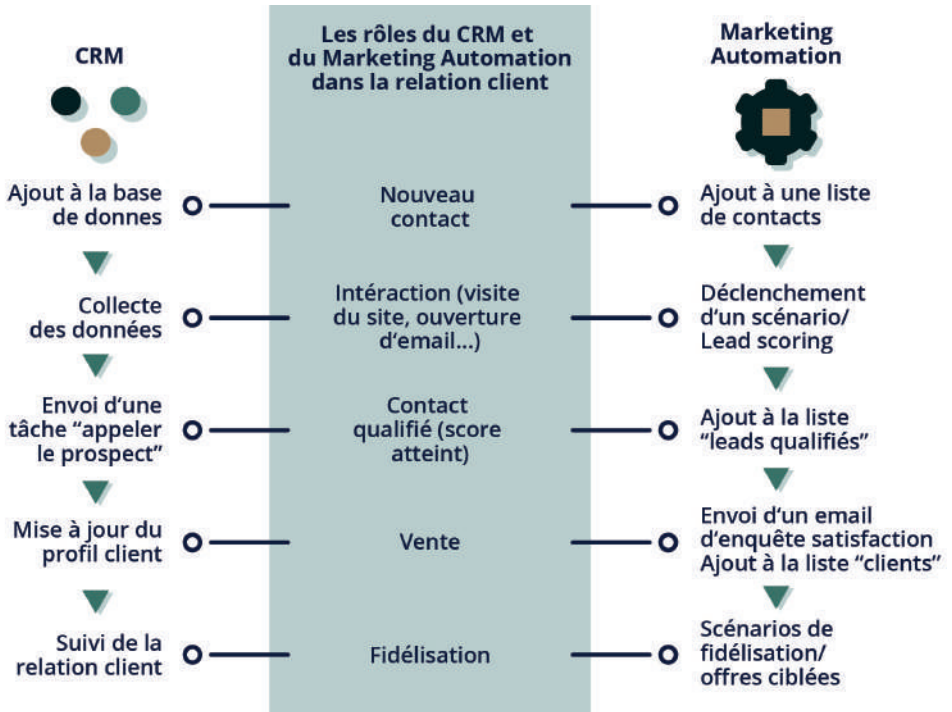 CRM
Les rôles du CRM et
du Marketing Automation
dans la relation client
Marketing
Automation
Ajout à la base
de donnes
Nouveau
contact
Ajout à une liste
de contacts
Collecte
des données
Intéraction (visite
du site, ouverture
d'email...)
Déclenchement
d'un scénario/
Lead scoring
Envoi d'une
tâche “appeler
le prospect”
Contact
qualifié (score
atteint)
Ajout à la liste
“leads qualifiés”
Mise à jour du
profil client
Vente
Envoi d'un email
d'enquête satisfaction
Ajout à la liste “clients”
Suivi de la
relation client
Fidélisation
Scénarios de
fidélisation/
offres ciblées